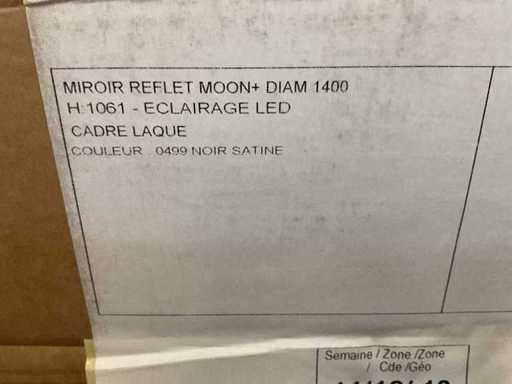 MIROIR REFLET MOON+ DIAM 1400
H:1061 - ECLAIRAGE LED
CADRE LAQUE
COULEUR : 0499 NOIR SATINE
Semaine / Zone /Zone
/ Cde /Géo